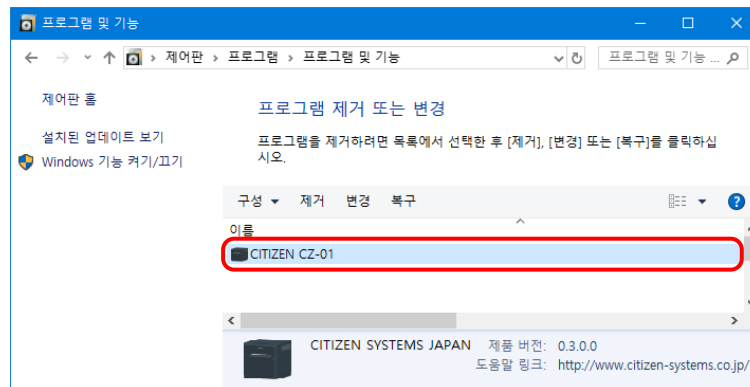 프로그램 및 기능
제어판 › 프로그램 › 프로그램 및 기능
프로그램 및 기능 ...
제어판 홈
설치된 업데이트 보기
Windows 기능 켜기/끄기
프로그램 제거 또는 변경
프로그램을 제거하려면 목록에서 선택한 후 [제거], [변경] 또는 [복구]를 클릭하십
시오.
구성 제거 변경 복구
이름
CITIZEN CZ-01
CITIZEN SYSTEMS JAPAN 제품 버전: 0.3.0.0
도움말 링크: http://www.citizen-systems.co.jp/